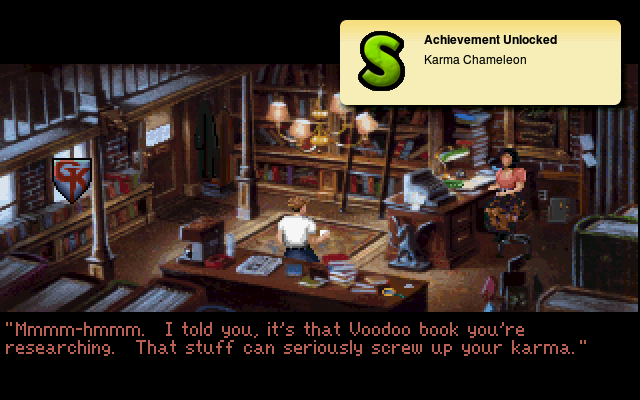 Achievement Unlocked
Karma Chameleon
GK
"Mmmm-hmmm. I told you, it's that Voodoo book you're
researching. That stuff can seriously screw up your karma."